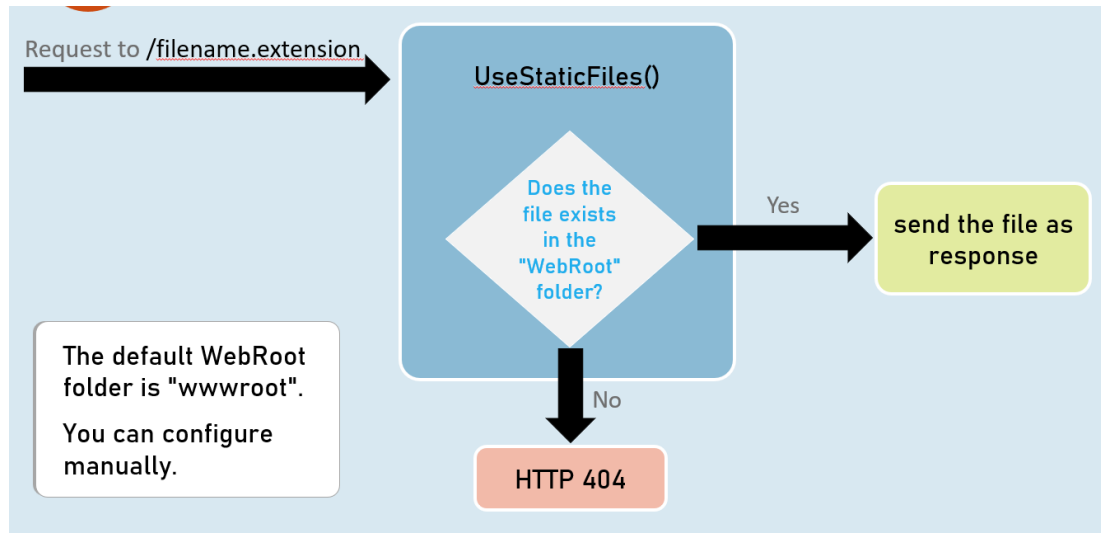 Request to /filename.extension
UseStaticFiles()
Does the
file exists
in the
"WebRoot"
folder?
Yes
send the file as
response
No
HTTP 404
The default WebRoot
folder is "wwwroot".
You can configure
manually.